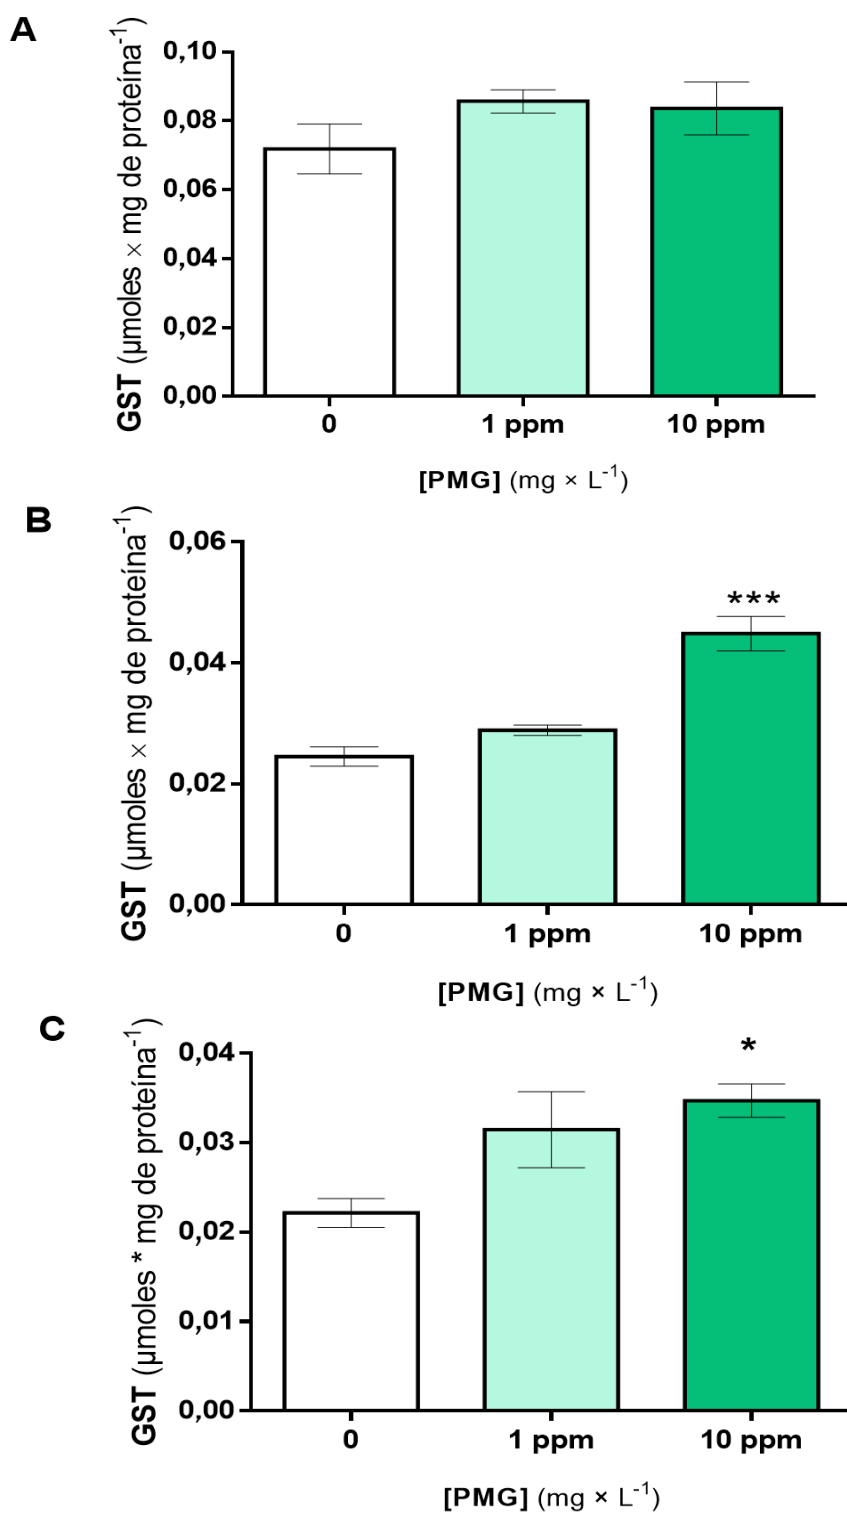 A
GST (µmoles × mg de proteína-1)
0,10
0,08
0,06
0,04
0,02
0,00
0 1 ppm 10 ppm
[PMG] (mg × L-1)
B
GST (µmoles × mg de proteína-1)
0,06
0,04
0,02
0,00
***
0 1 ppm 10 ppm
[PMG] (mg × L-1)
C
GST (µmoles * mg de proteína-1)
0,04
0,03
0,02
0,01
0,00
*
0 1 ppm 10 ppm
[PMG] (mg × L-1)